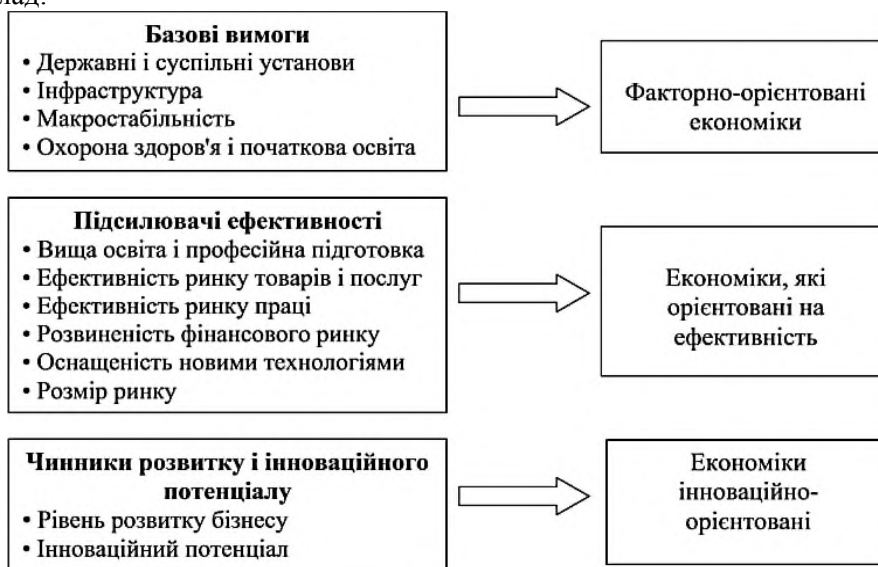 лад:
Базові вимоги
• Державні і суспільні установи
• Інфраструктура
• Макростабільність
• Охорона здоров'я і початкова освіта
Факторно-орієнтовані
економіки
Підсилювачі ефективності
• Вища освіта і професійна підготовка
• Ефективність ринку товарів і послуг
• Ефективність ринку праці
• Розвиненість фінансового ринку
• Оснащеність новими технологіями
• Розмір ринку
Економіки, які
орієнтовані на
ефективність
Чинники розвитку і інноваційного
потенціалу
• Рівень розвитку бізнесу
• Інноваційний потенціал
Економіки
інноваційно-
орієнтовані